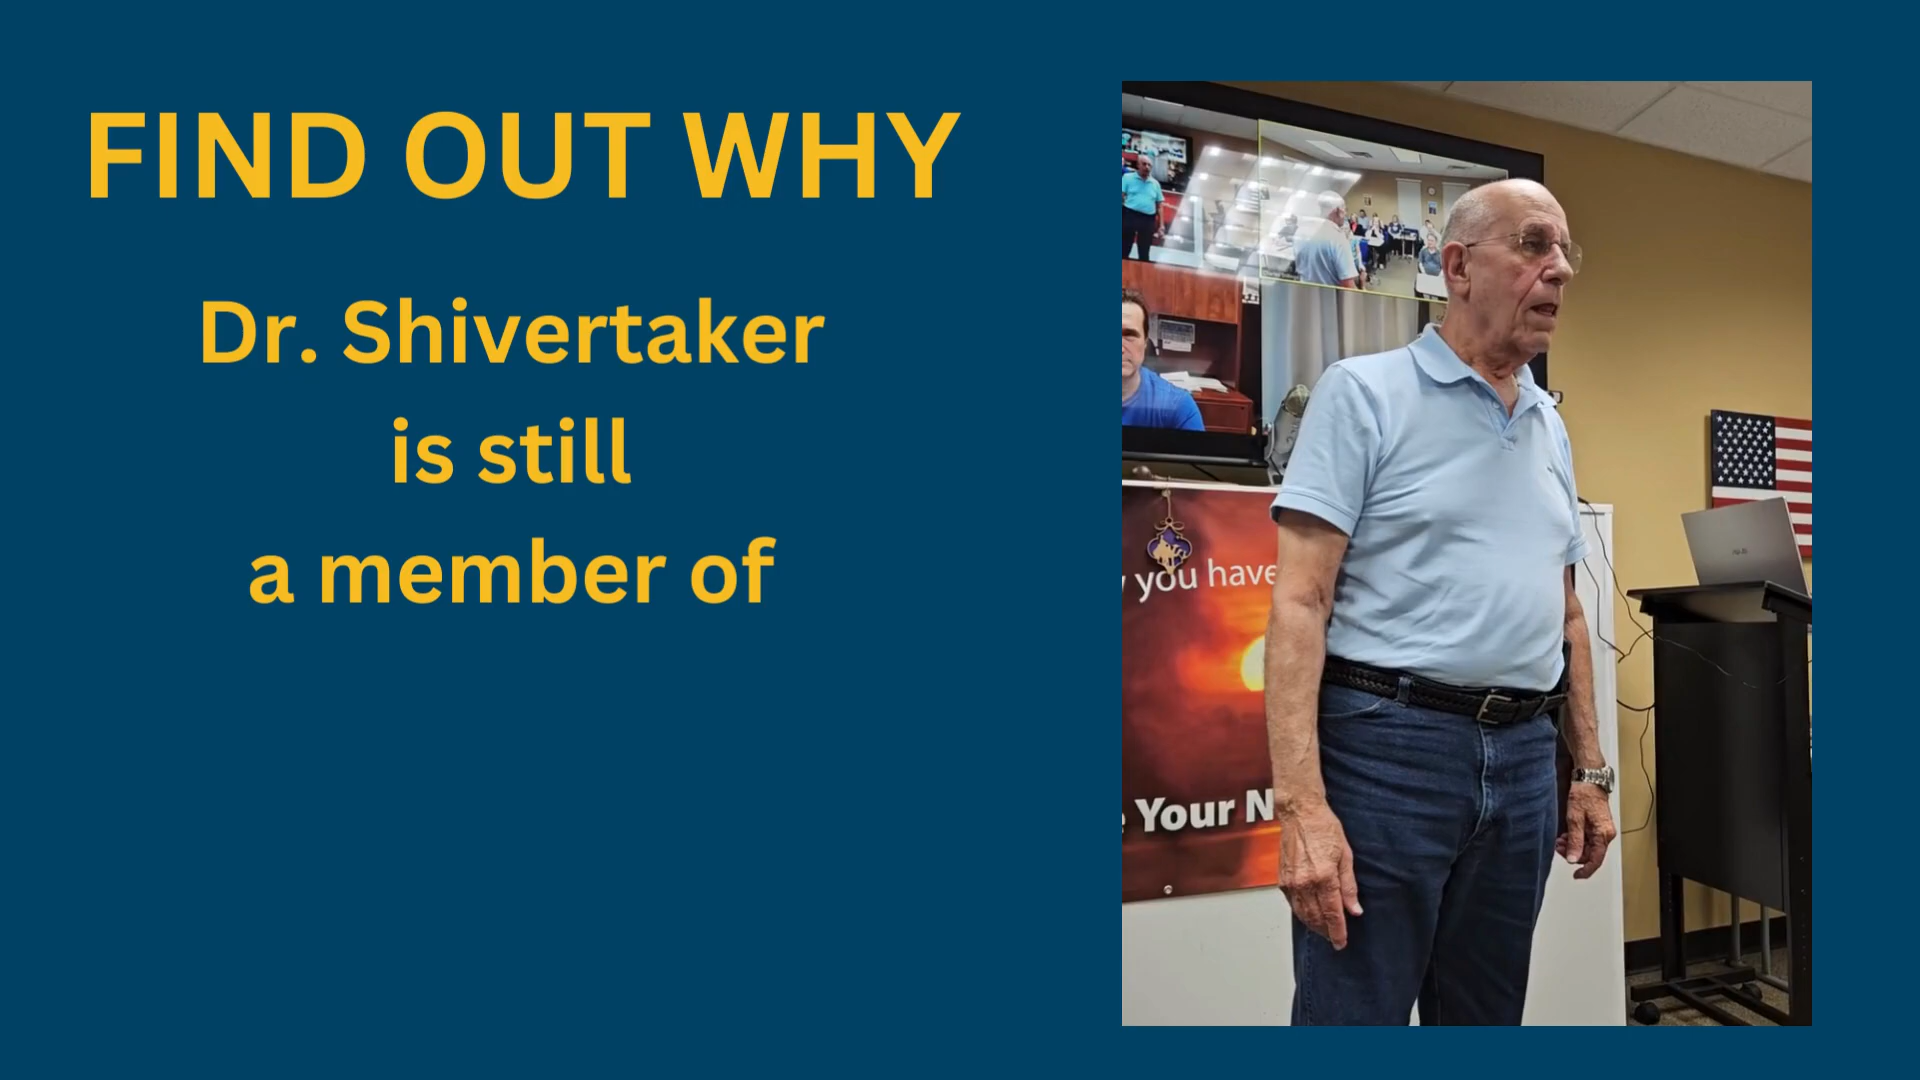 FIND OUT WHY
Dr. Shivertaker
is still
a member of
you have
Your N